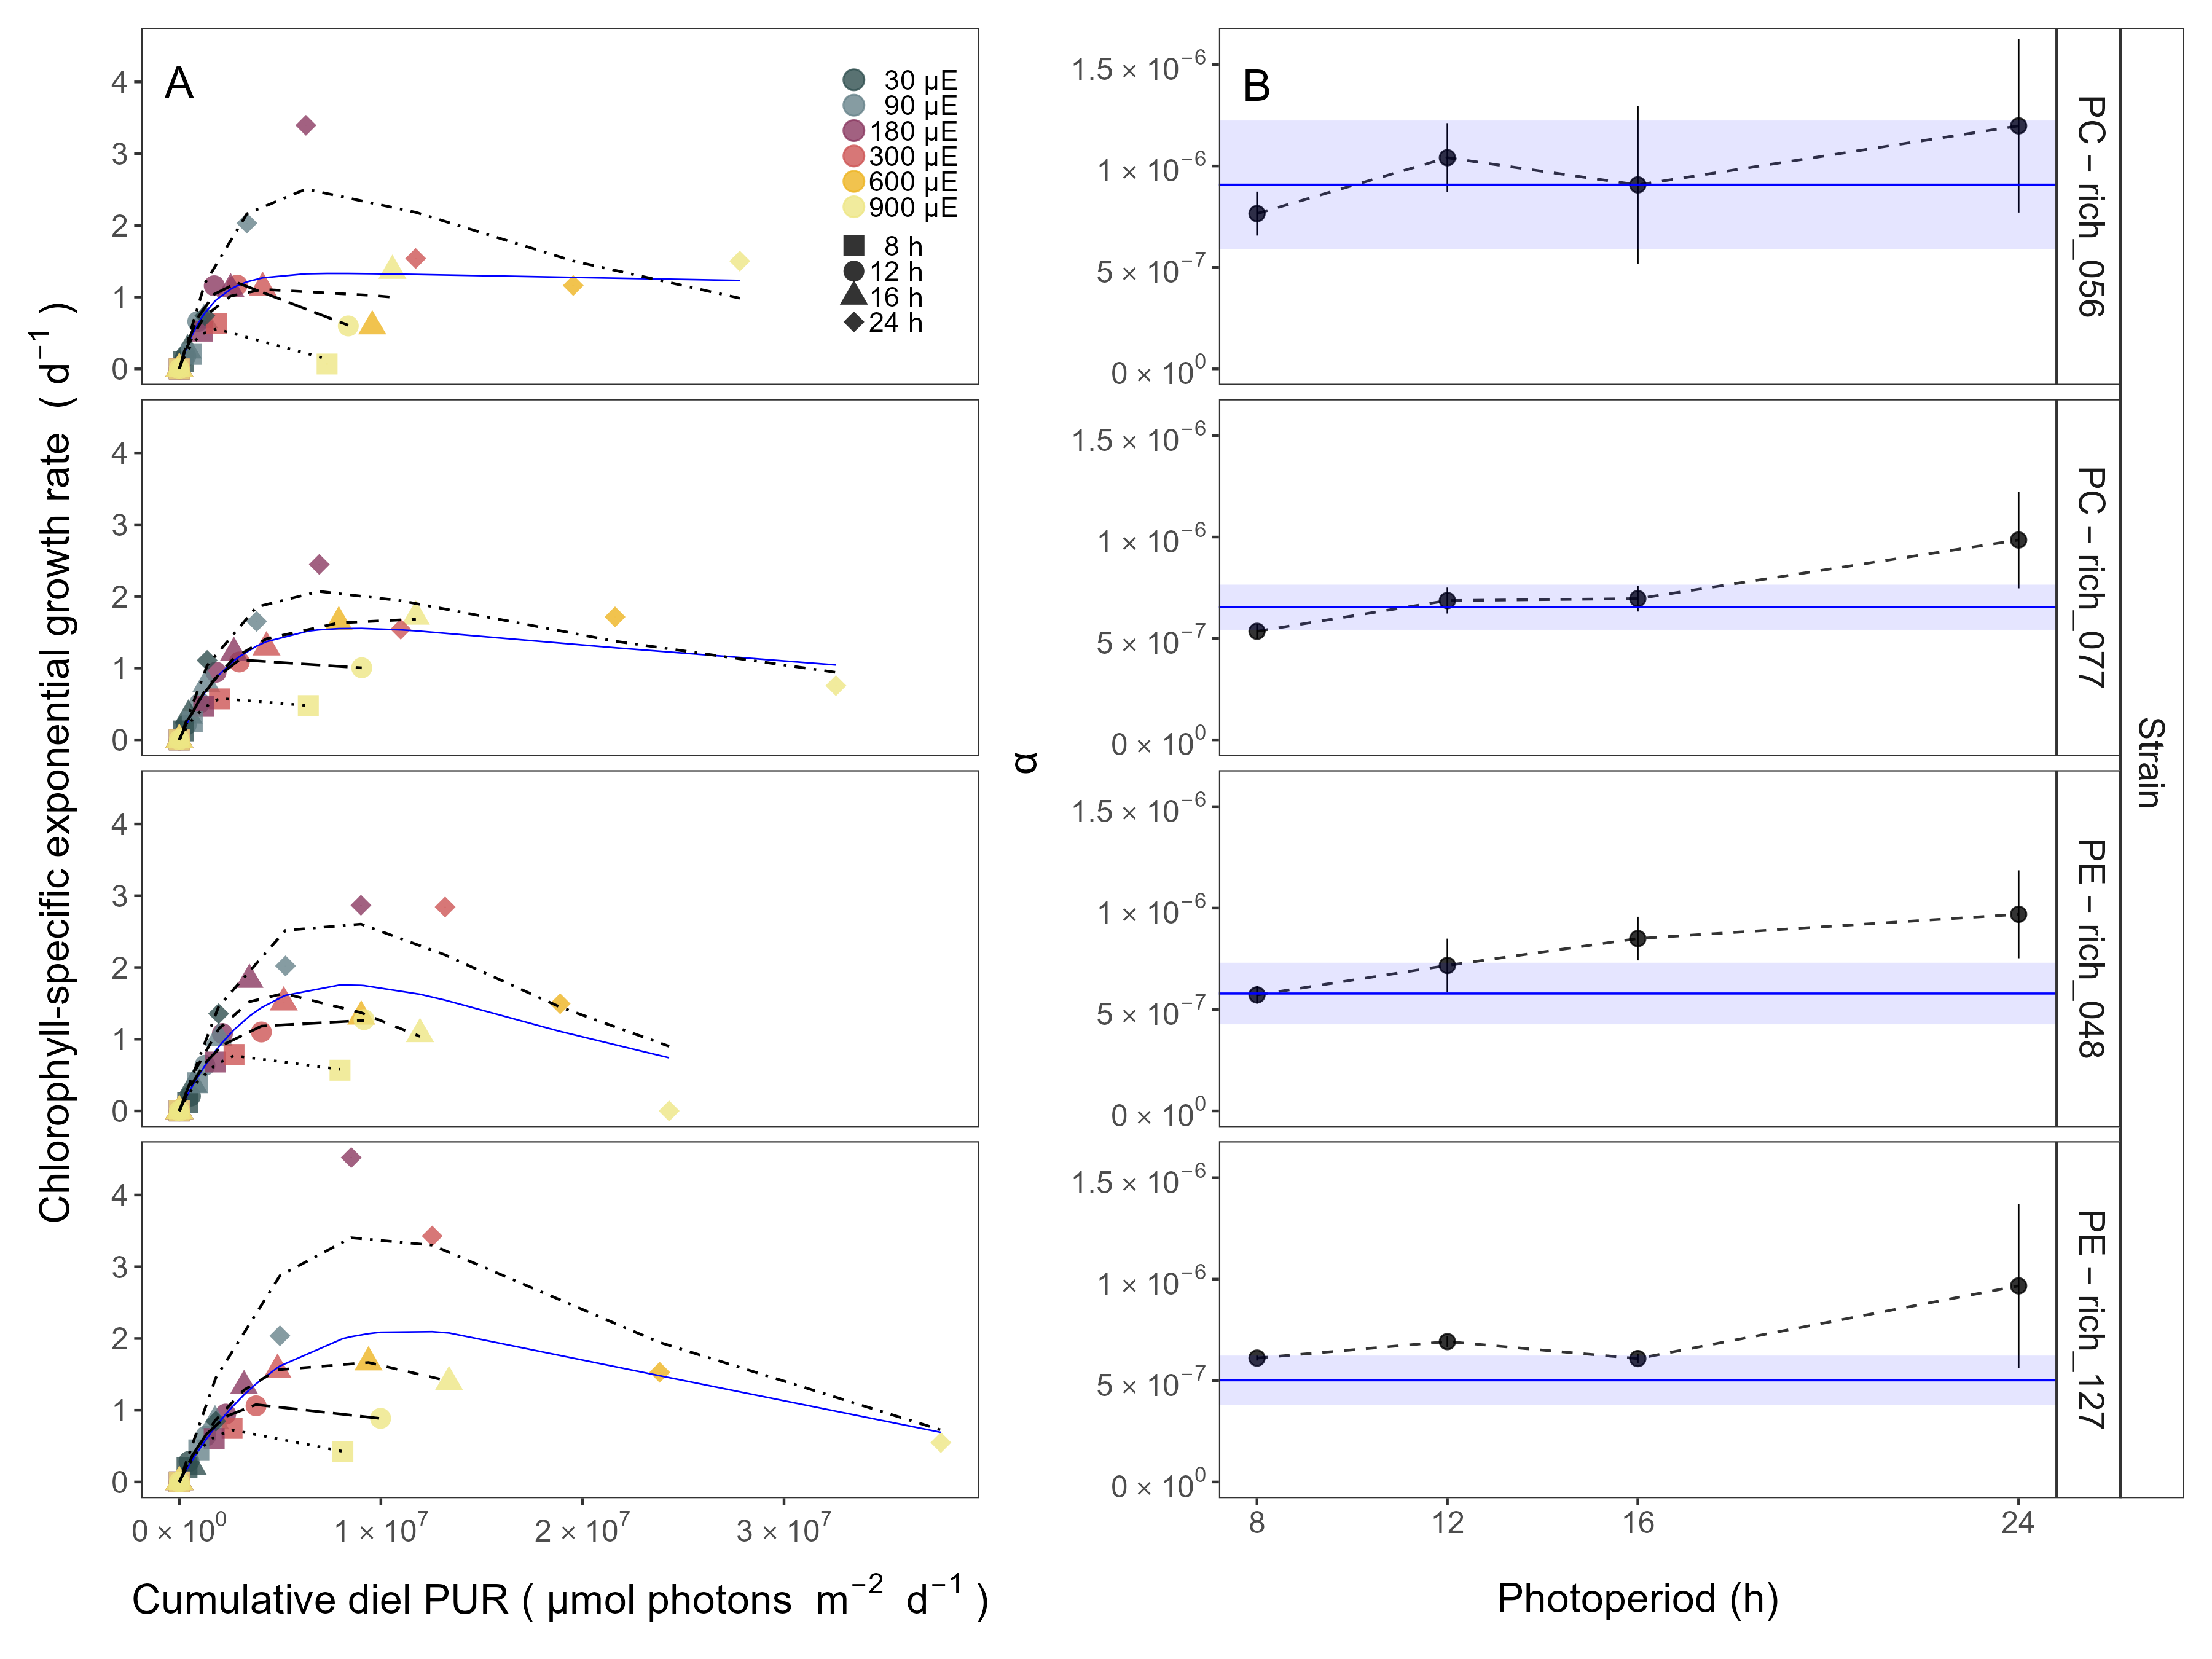 A
30 µE
90 µE
180 µE
300 µE
600 µE
900 µE
8 h
12 h
16 h
24 h
4
3
2
1
0
4
3
2
1
0
4
3
2
1
0
4
3
2
1
0
Chlorophyll-specific exponential growth rate ( d⁻¹ )
0 × 10⁰
1 × 10⁷
2 × 10⁷
3 × 10⁷
Cumulative diel PUR ( µmol photons m⁻² d⁻¹ )
B
1.5 × 10⁻⁶
1 × 10⁻⁶
5 × 10⁻⁷
0 × 10⁰
1.5 × 10⁻⁶
1 × 10⁻⁶
5 × 10⁻⁷
0 × 10⁰
1.5 × 10⁻⁶
1 × 10⁻⁶
5 × 10⁻⁷
0 × 10⁰
1.5 × 10⁻⁶
1 × 10⁻⁶
5 × 10⁻⁷
0 × 10⁰
α
8
12
16
24
Photoperiod (h)
PC − rich_056
PC − rich_077
PE − rich_048
PE − rich_127
Strain